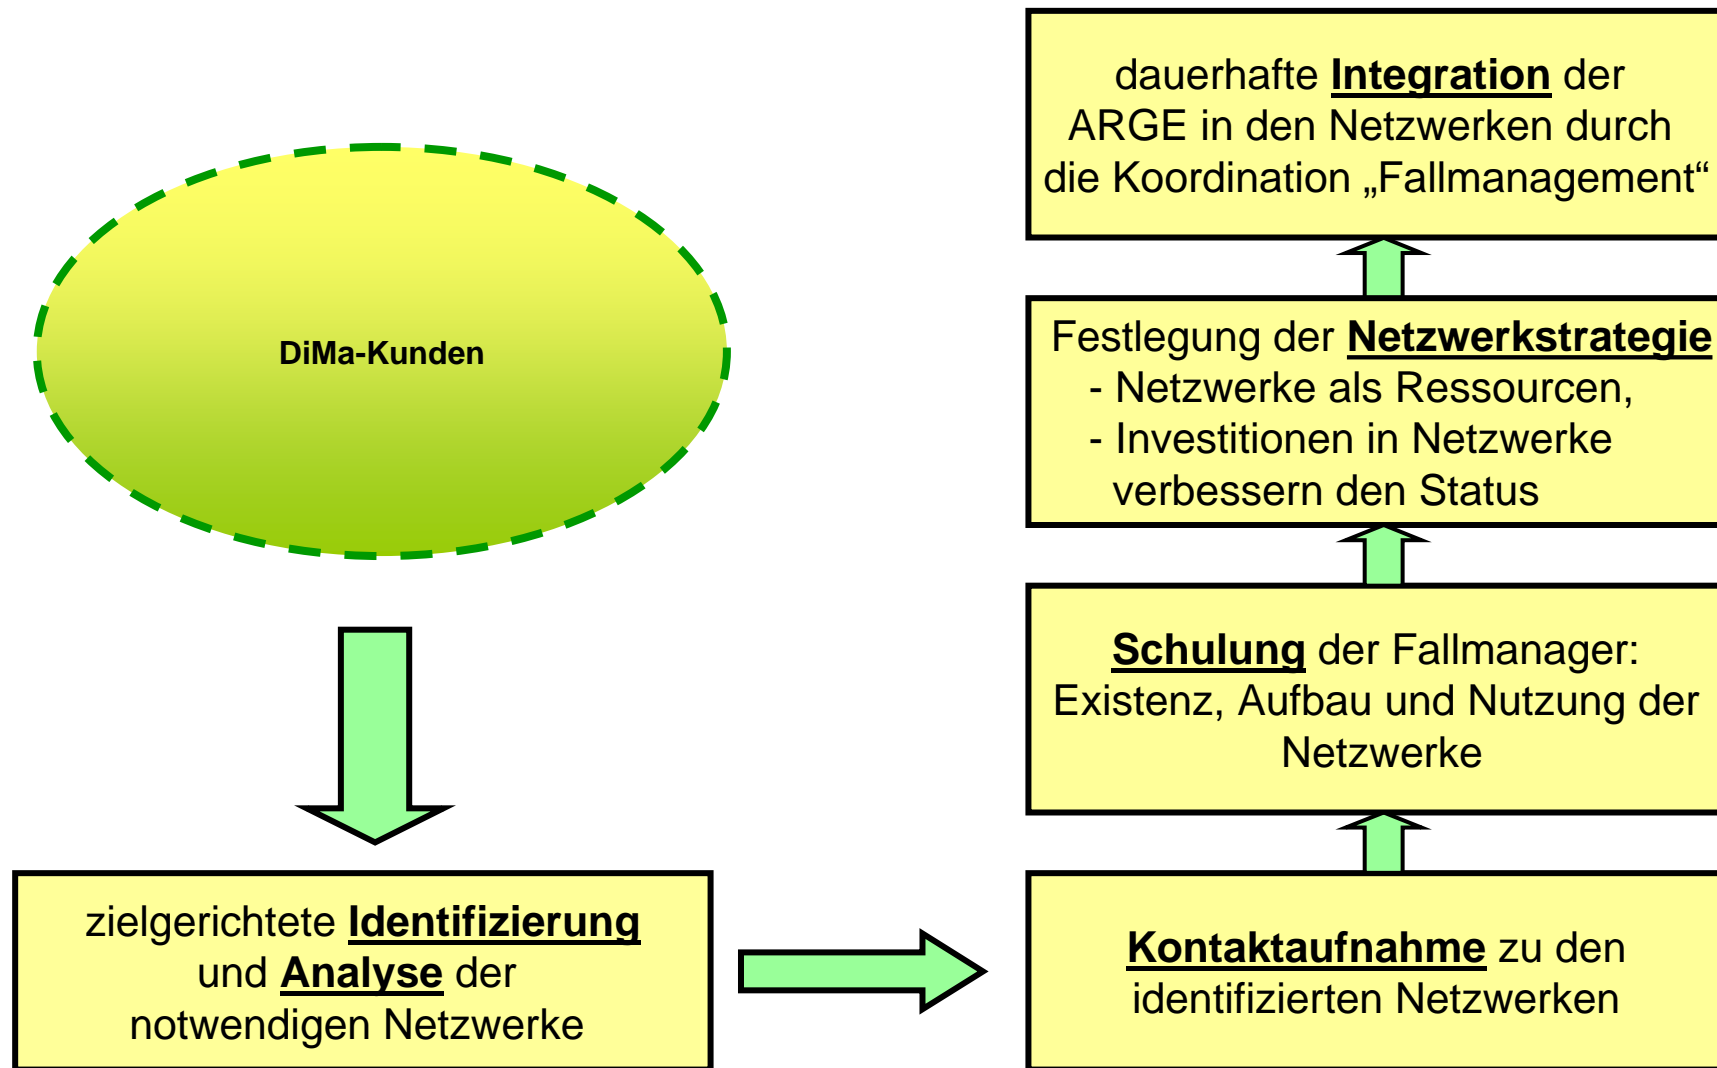 DiMa-Kunden
zielgerichtete Identifizierung
und Analyse der
notwendigen Netzwerke
Kontaktaufnahme zu den
identifizierten Netzwerken
Schulung der Fallmanager:
Existenz, Aufbau und Nutzung der
Netzwerke
Festlegung der Netzwerkstrategie
- Netzwerke als Ressourcen,
- Investitionen in Netzwerke
verbessern den Status
dauerhafte Integration der
ARGE in den Netzwerken durch
die Koordination „Fallmanagement“